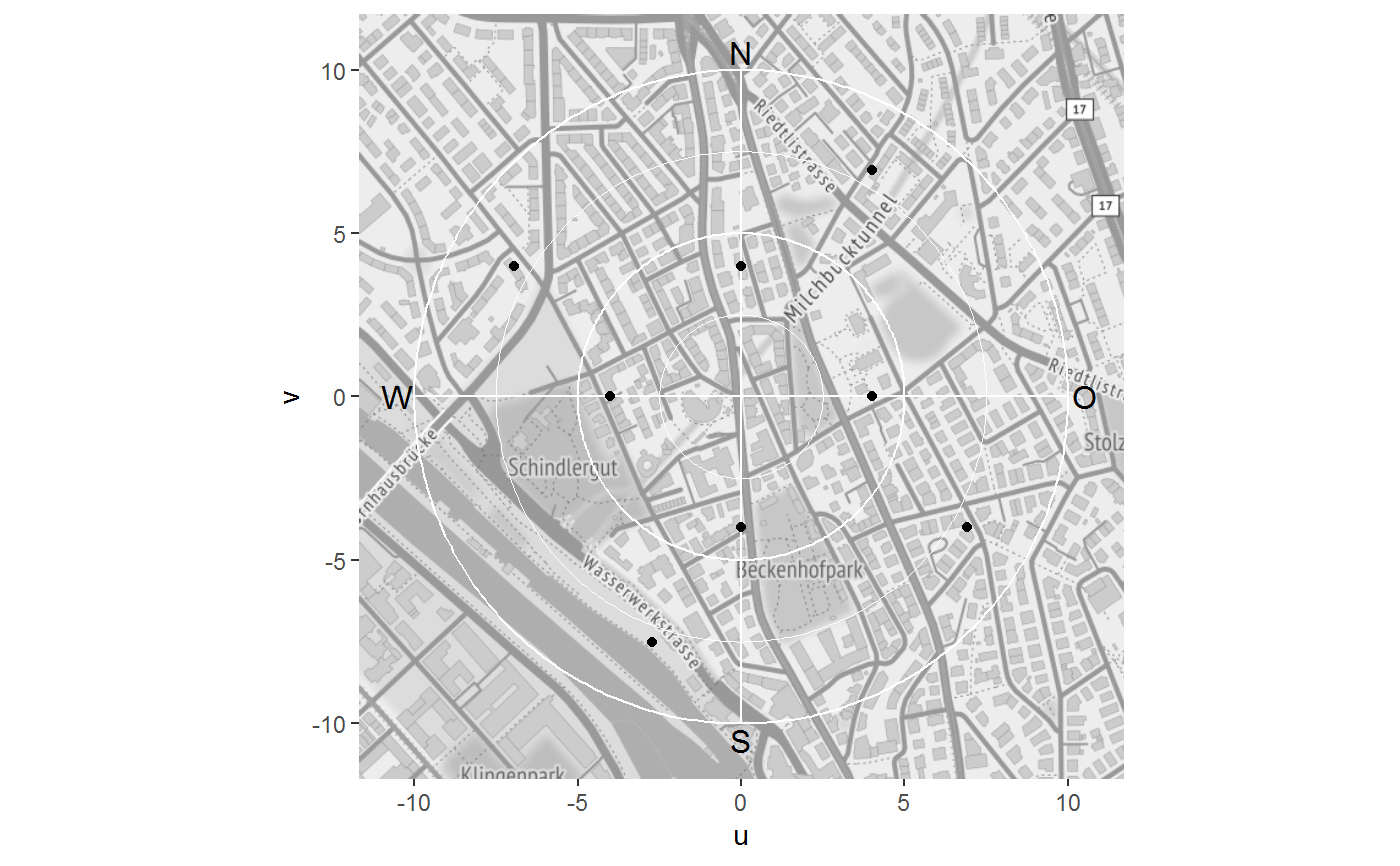 N
10
Riedtlistrasse
17
17
5
Milchbucktunnel
Riedtlistr
W
O
v
0
Stolz
rnhausbrücke
Schindlergut
-5
Wasserwerkstrasse
Beckenhofpark
-10
S
Klingenpark
-10
-5
0
5
10
u